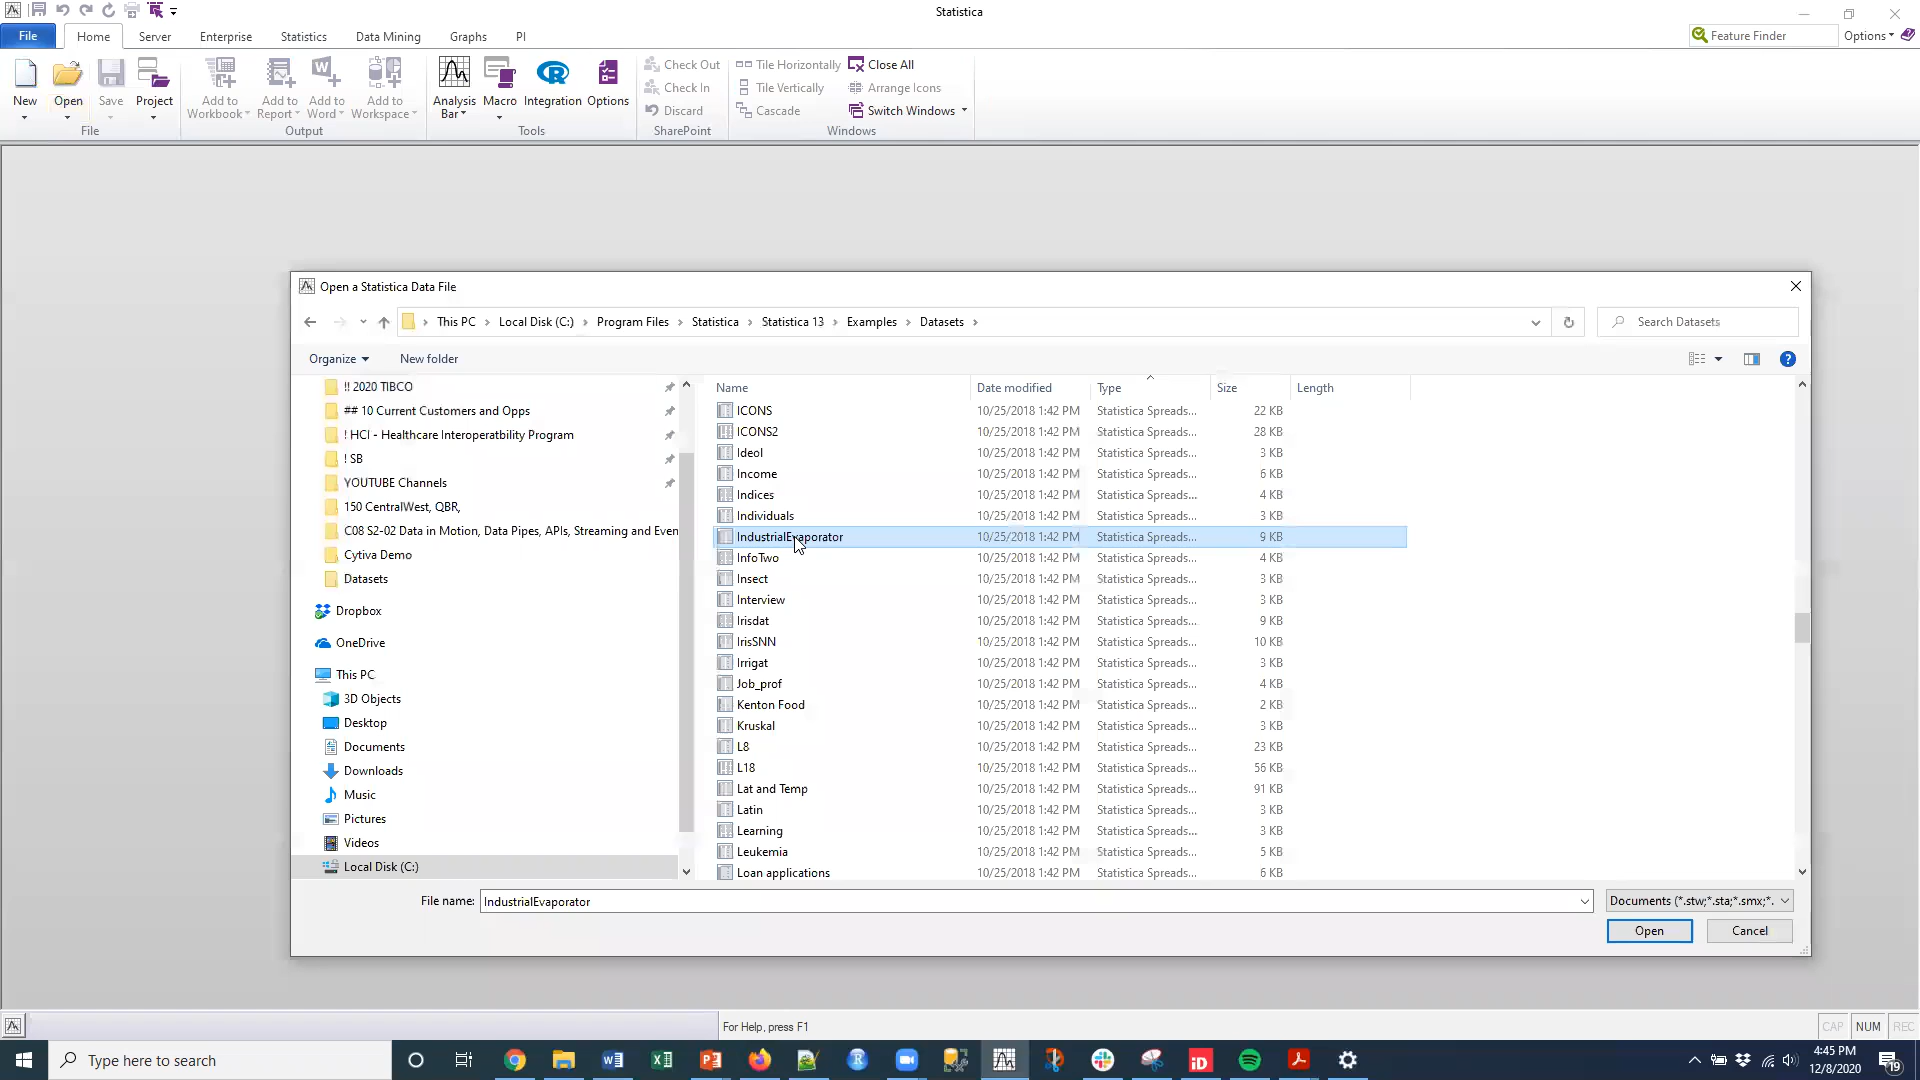 Statistica
File Home Server Enterprise Statistics Data Mining Graphs PI
Feature Finder Options
New Open Save Project
Add to Workbook Add to Report Add to Word Add to Workspace
Analysis Bar Macro Integration Options
Check Out
Check In
Discard
Tile Horizontally
Tile Vertically
Cascade
Close All
Arrange Icons
Switch Windows
File Output Tools SharePoint Windows
Open a Statistica Data File
This PC Local Disk (C:) Program Files Statistica Statistica 13 Examples Datasets
Search Datasets
Organize New folder
!! 2020 TIBCO
## 10 Current Customers and Opps
! HCI - Healthcare Interoperatbility Program
! SB
YOUTUBE Channels
150 CentralWest, QBR,
C08 S2-02 Data in Motion, Data Pipes, APIs, Streaming and Even
Cytiva Demo
Datasets
Dropbox
OneDrive
This PC
3D Objects
Desktop
Documents
Downloads
Music
Pictures
Videos
Local Disk (C:)
Name Date modified Type Size Length
ICONS 10/25/2018 1:42 PM Statistica Spreads... 22 KB
ICONS2 10/25/2018 1:42 PM Statistica Spreads... 28 KB
Ideol 10/25/2018 1:42 PM Statistica Spreads... 3 KB
Income 10/25/2018 1:42 PM Statistica Spreads... 6 KB
Indices 10/25/2018 1:42 PM Statistica Spreads... 4 KB
Individuals 10/25/2018 1:42 PM Statistica Spreads... 3 KB
IndustrialEvaporator 10/25/2018 1:42 PM Statistica Spreads... 9 KB
InfoTwo 10/25/2018 1:42 PM Statistica Spreads... 4 KB
Insect 10/25/2018 1:42 PM Statistica Spreads... 3 KB
Interview 10/25/2018 1:42 PM Statistica Spreads... 3 KB
Irisdat 10/25/2018 1:42 PM Statistica Spreads... 9 KB
IrisSNN 10/25/2018 1:42 PM Statistica Spreads... 10 KB
Irrigat 10/25/2018 1:42 PM Statistica Spreads... 3 KB
Job_prof 10/25/2018 1:42 PM Statistica Spreads... 4 KB
Kenton Food 10/25/2018 1:42 PM Statistica Spreads... 2 KB
Kruskal 10/25/2018 1:42 PM Statistica Spreads... 3 KB
L8 10/25/2018 1:42 PM Statistica Spreads... 23 KB
L18 10/25/2018 1:42 PM Statistica Spreads... 56 KB
Lat and Temp 10/25/2018 1:42 PM Statistica Spreads... 91 KB
Latin 10/25/2018 1:42 PM Statistica Spreads... 3 KB
Learning 10/25/2018 1:42 PM Statistica Spreads... 3 KB
Leukemia 10/25/2018 1:42 PM Statistica Spreads... 5 KB
Loan applications 10/25/2018 1:42 PM Statistica Spreads... 6 KB
File name: IndustrialEvaporator Documents (*.stw;*.sta;*.smx;*.
Open Cancel
For Help, press F1 CAP NUM REC
Type here to search
4:45 PM
12/8/2020
19